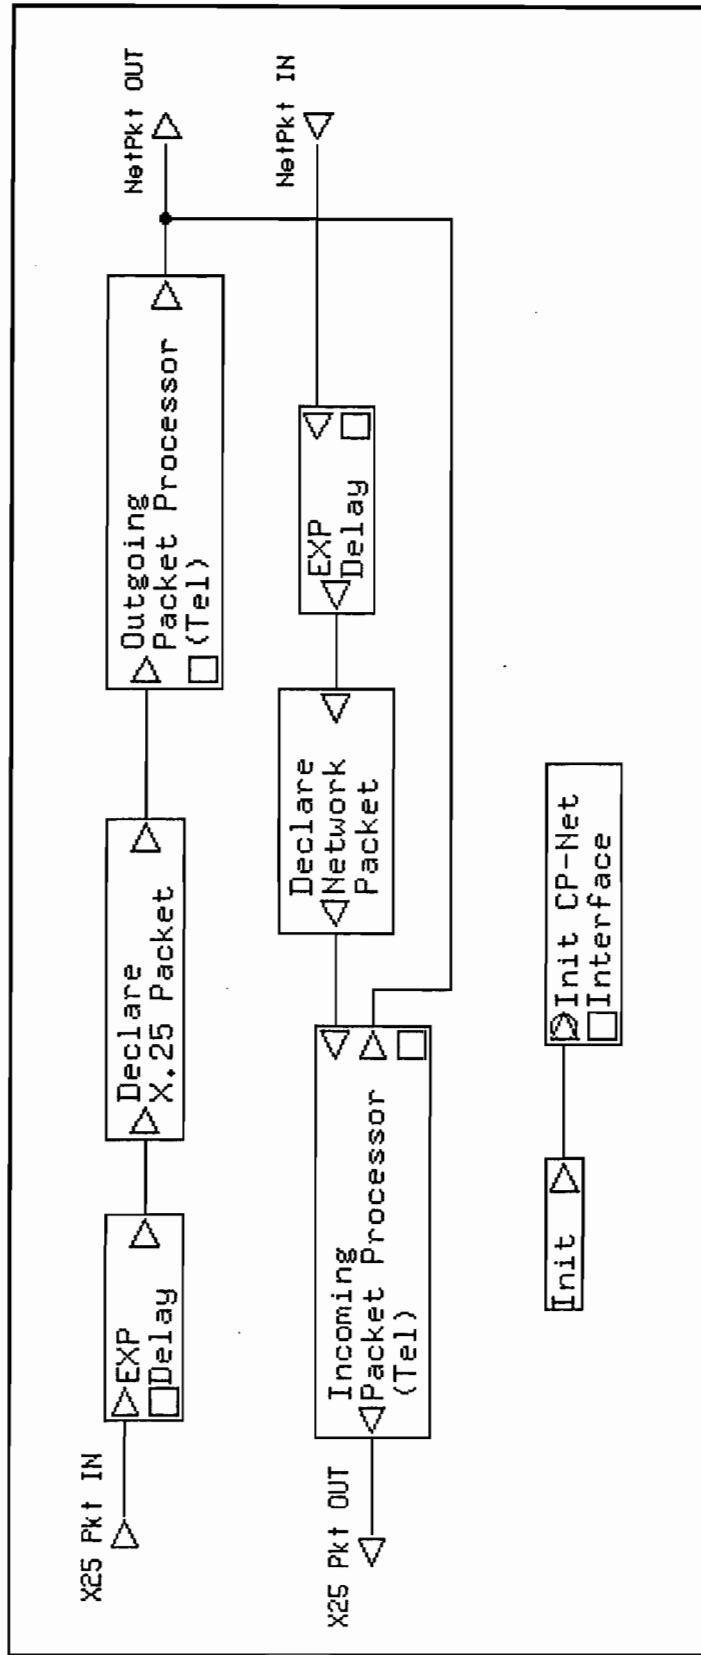 X25 Pkt IN
EXP
Delay
Declare
X.25 Packet
Outgoing
Packet Processor
(Tel)
NetPkt OUT
X25 Pkt OUT
Incoming
Packet Processor
(Tel)
Declare
Network
Packet
EXP
Delay
NetPkt IN
Init
Init CP-Net
Interface